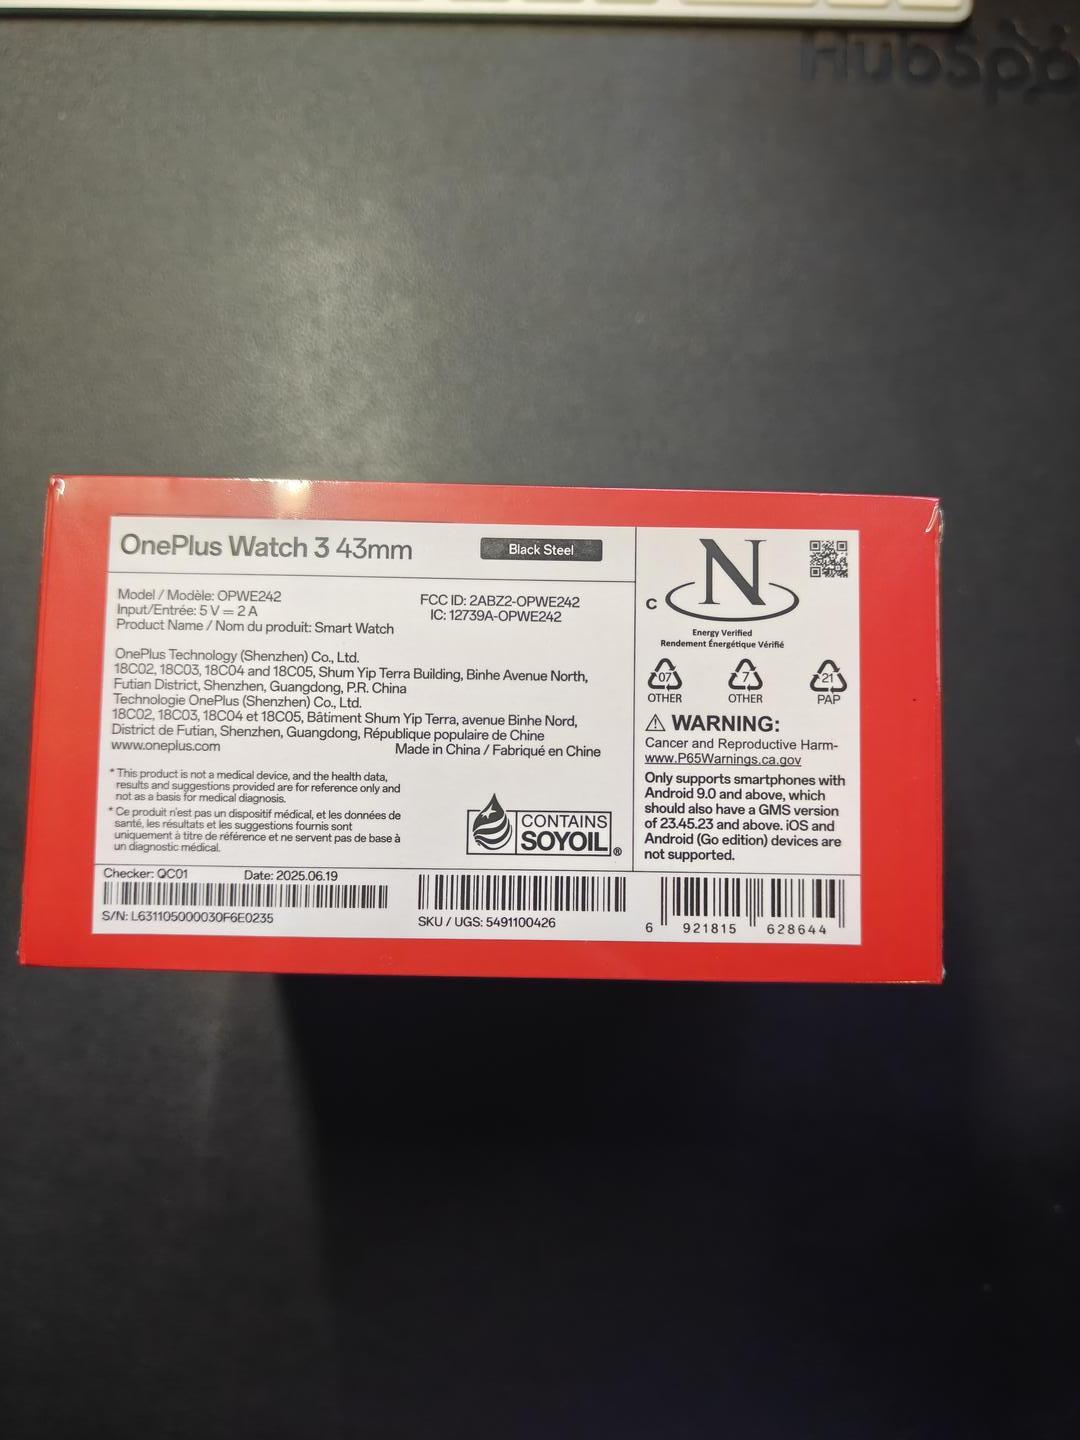 HubSpo
OnePlus Watch 3 43mm
Black Steel
Model / Modèle: OPWE242
Input/Entrée: 5 V ⎓ 2 A
Product Name / Nom du produit: Smart Watch
FCC ID: 2ABZ2-OPWE242
IC: 12739A-OPWE242
OnePlus Technology (Shenzhen) Co., Ltd.
18C02, 18C03, 18C04 and 18C05, Shum Yip Terra Building, Binhe Avenue North,
Futian District, Shenzhen, Guangdong, P.R. China
Technologie OnePlus (Shenzhen) Co., Ltd.
18C02, 18C03, 18C04 et 18C05, Bâtiment Shum Yip Terra, avenue Binhe Nord,
District de Futian, Shenzhen, Guangdong, République populaire de Chine
www.oneplus.com
Made in China / Fabriqué en Chine
* This product is not a medical device, and the health data,
results and suggestions provided are for reference only and
not as a basis for medical diagnosis.
* Ce produit n'est pas un dispositif médical, et les données de
santé, les résultats et les suggestions fournis sont
uniquement à titre de référence et ne servent pas de base à
un diagnostic médical.
CONTAINS
SOYOIL®
Checker: QC01
Date: 2025.06.19
S/N: L631105000030F6E0235
SKU / UGS: 5491100426
C
N
Energy Verified
Rendement Énergétique Vérifié
07
OTHER
7
OTHER
21
PAP
⚠ WARNING:
Cancer and Reproductive Harm-
www.P65Warnings.ca.gov
Only supports smartphones with
Android 9.0 and above, which
should also have a GMS version
of 23.45.23 and above. iOS and
Android (Go edition) devices are
not supported.
6 921815 628644